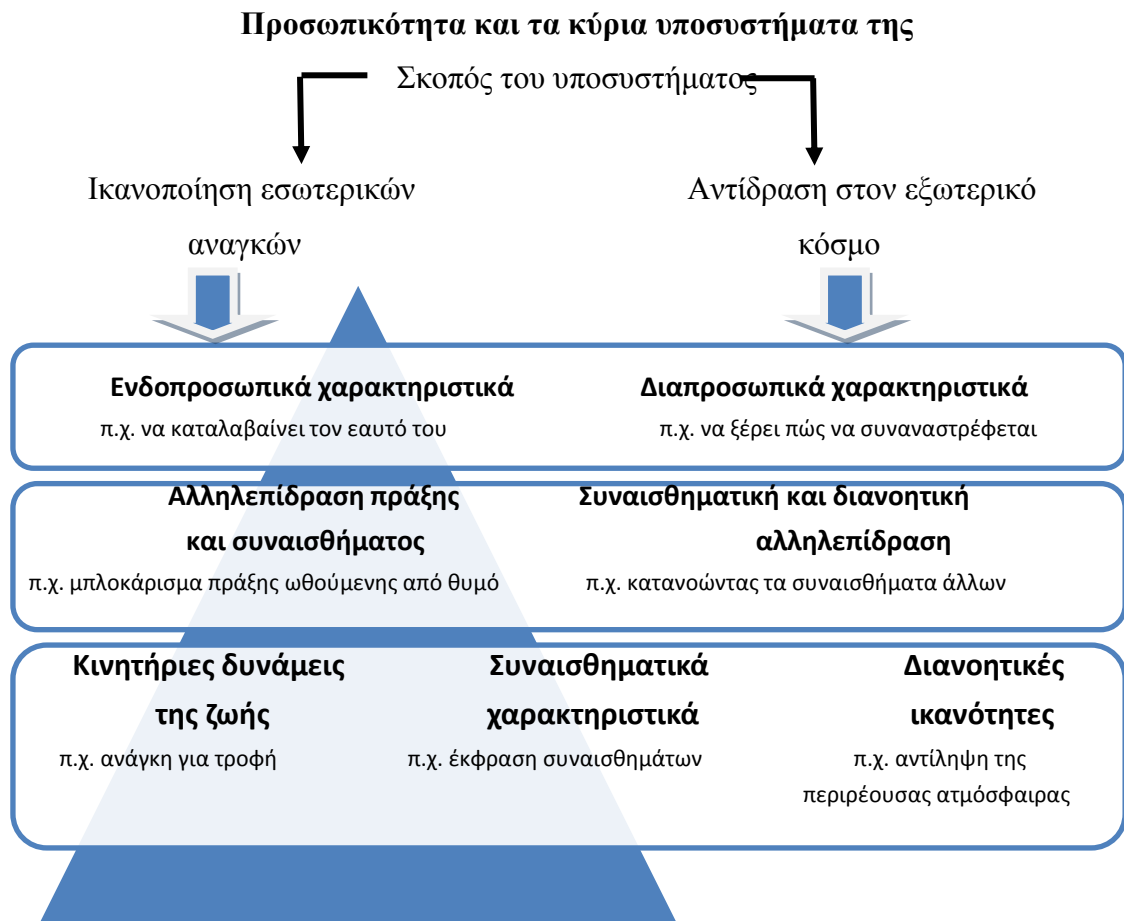 Προσωπικότητα και τα κύρια υποσυστήματα της
Σκοπός του υποσυστήματος
Ικανοποίηση εσωτερικών
αναγκών
Αντίδραση στον εξωτερικό
κόσμο
Ενδοπροσωπικά χαρακτηριστικά
π.χ. να καταλαβαίνει τον εαυτό του
Διαπροσωπικά χαρακτηριστικά
π.χ. να ξέρει πώς να συναναστρέφεται
Αλληλεπίδραση πράξης
και συναισθήματος
π.χ. μπλοκάρισμα πράξης ωθούμενης από θυμό
Συναισθηματική και διανοητική
αλληλεπίδραση
π.χ. κατανοώντας τα συναισθήματα άλλων
Κινητήριες δυνάμεις
της ζωής
π.χ. ανάγκη για τροφή
Συναισθηματικά
χαρακτηριστικά
π.χ. έκφραση συναισθημάτων
Διανοητικές
ικανότητες
π.χ. αντίληψη της
περιρέουσας ατμόσφαιρας